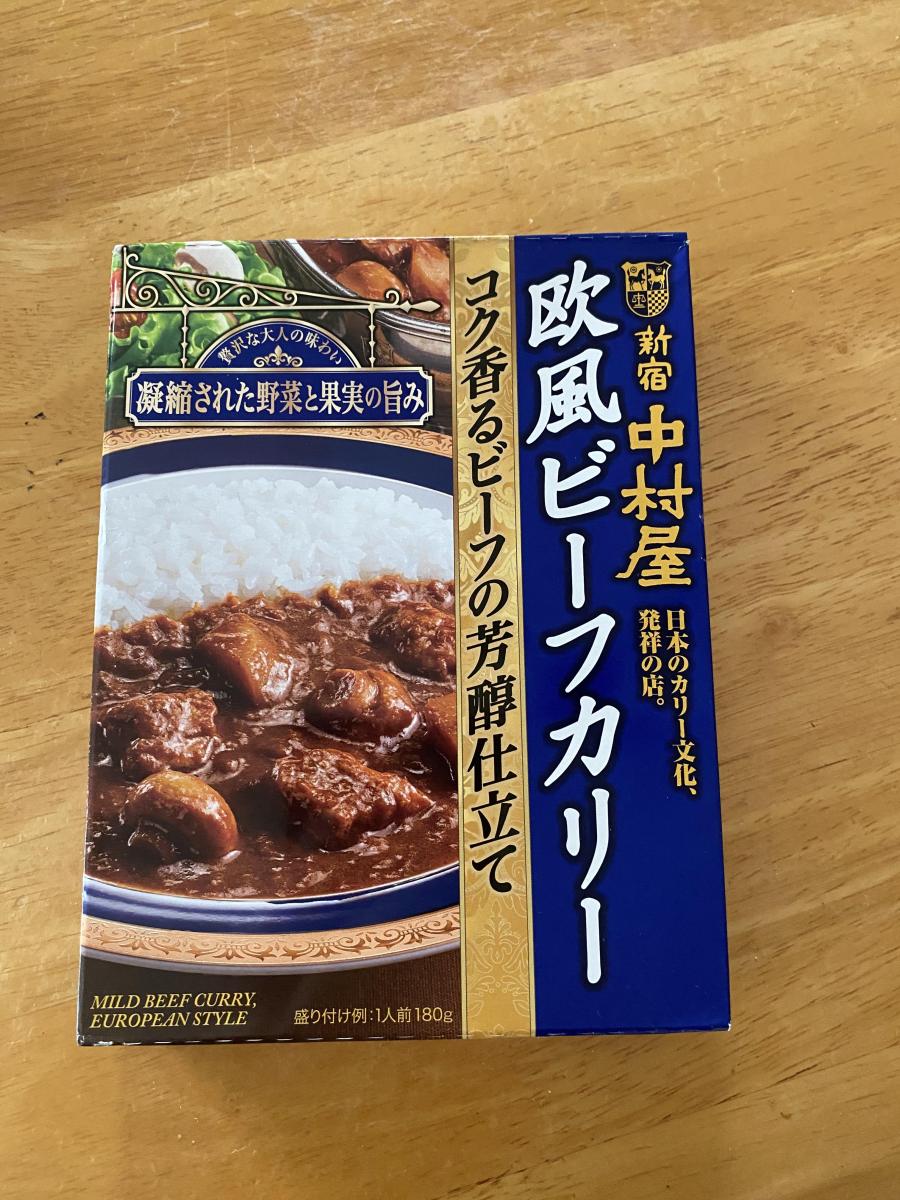 新宿
中村屋
日本のカリー文化、
発祥の店。
欧風ビーフカリー
コク香るビーフの芳醇仕立て
贅沢な大人の味わい
凝縮された野菜と果実の旨み
MILD BEEF CURRY,
EUROPEAN STYLE
盛り付け例:1人前180g